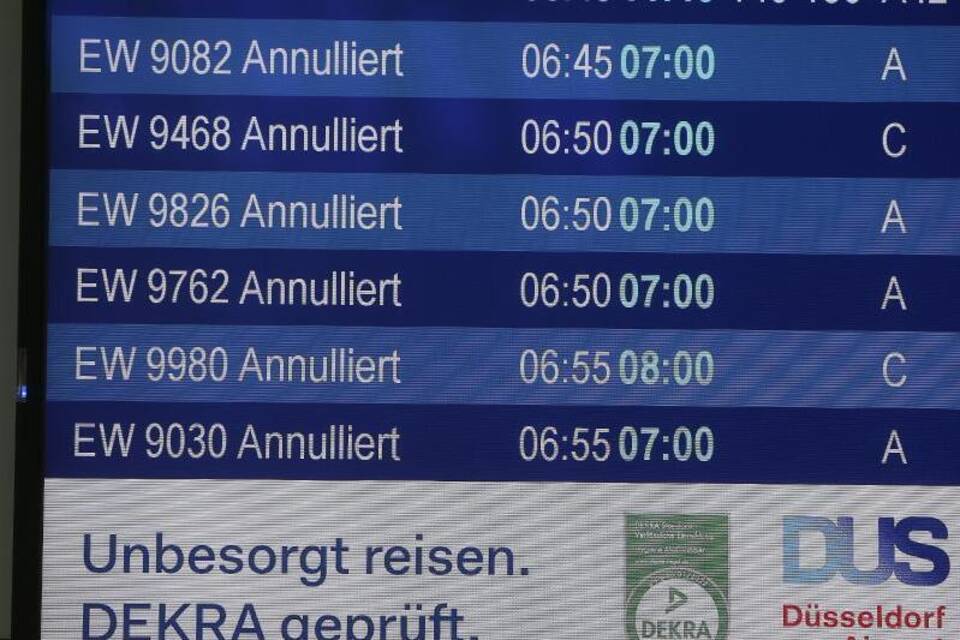 EW 9082 Annulliert 06:45 07:00 A
EW 9468 Annulliert 06:50 07:00 C
EW 9826 Annulliert 06:50 07:00 A
EW 9762 Annulliert 06:50 07:00 A
EW 9980 Annulliert 06:55 08:00 C
EW 9030 Annulliert 06:55 07:00 A
Unbesorgt reisen.
DEKRA geprüft.
DEKRA
DUS
Düsseldorf